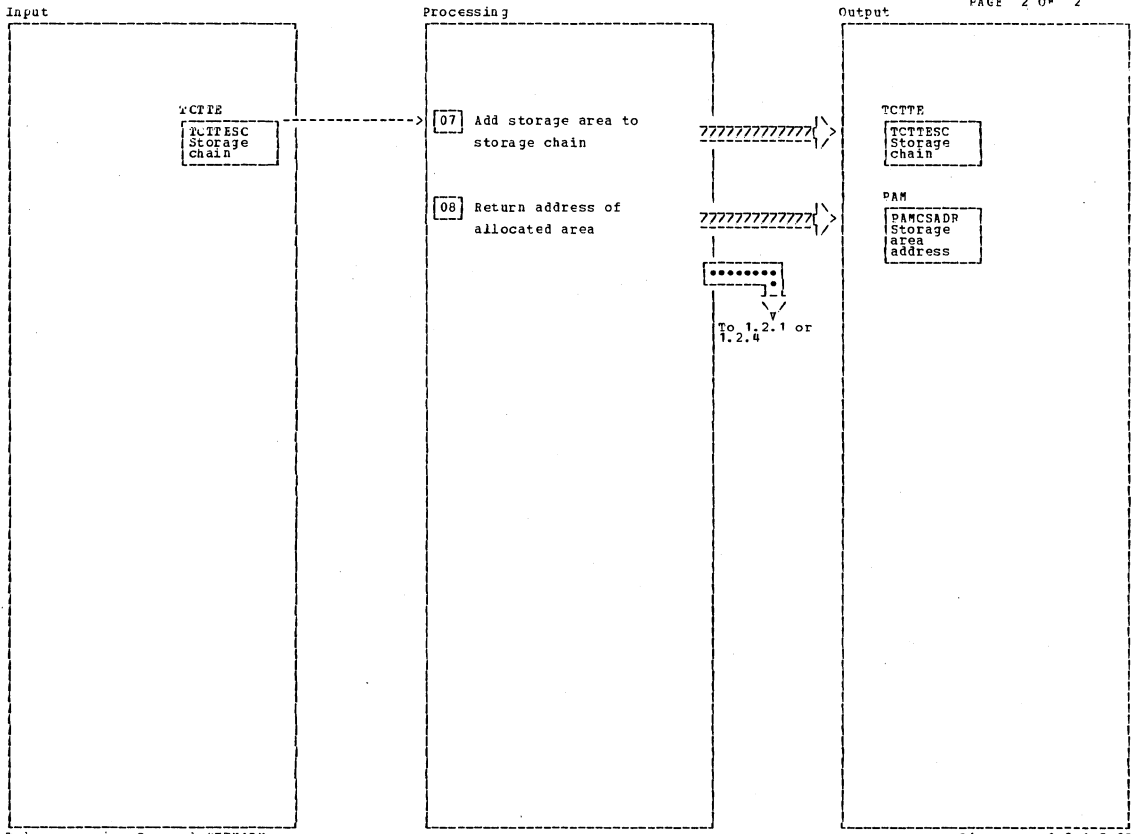 PAGE 2 OF 2
Input
Processing
Output
TCTTE
TCTTESC
Storage
chain
07 Add storage area to
storage chain
TCTTE
TCTTESC
Storage
chain
08 Return address of
allocated area
PAM
PAMCSADR
Storage
area
address
To 1.2.1 or
1.2.4